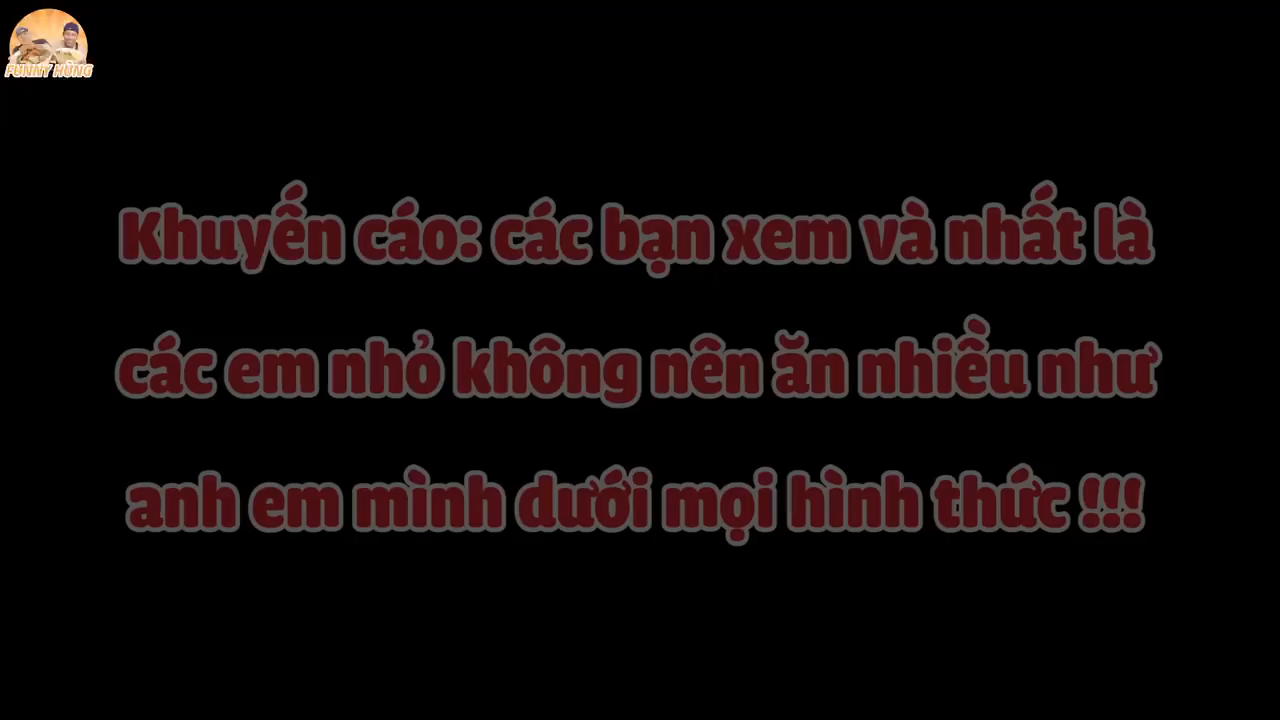 FUNNY HÙNG
Khuyến cáo: các bạn xem và nhất là
các em nhỏ không nên ăn nhiều như
anh em mình dưới mọi hình thức !!!